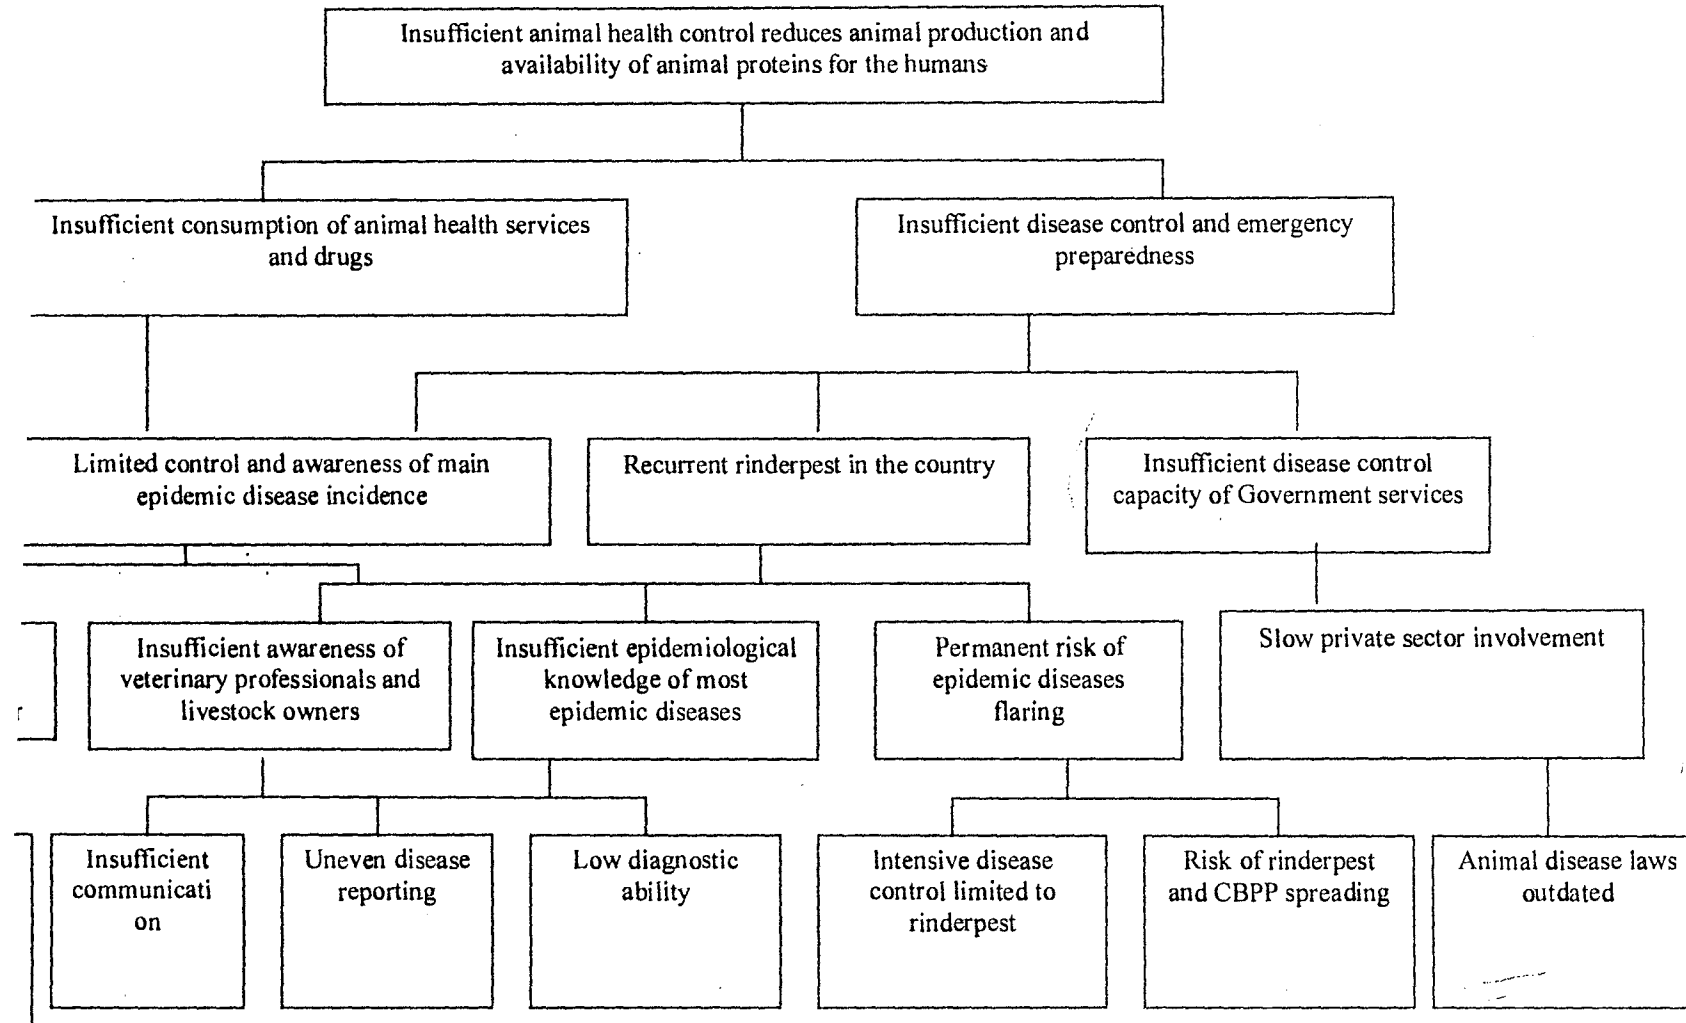 Insufficient animal health control reduces animal production and
availability of animal proteins for the humans
Insufficient consumption of animal health services
and drugs
Insufficient disease control and emergency
preparedness
Limited control and awareness of main
epidemic disease incidence
Recurrent rinderpest in the country
Insufficient disease control
capacity of Government services
Insufficient awareness of
veterinary professionals and
livestock owners
Insufficient epidemiological
knowledge of most
epidemic diseases
Permanent risk of
epidemic diseases
flaring
Slow private sector involvement
Insufficient
communicati
on
Uneven disease
reporting
Low diagnostic
ability
Intensive disease
control limited to
rinderpest
Risk of rinderpest
and CBPP spreading
Animal disease laws
outdated